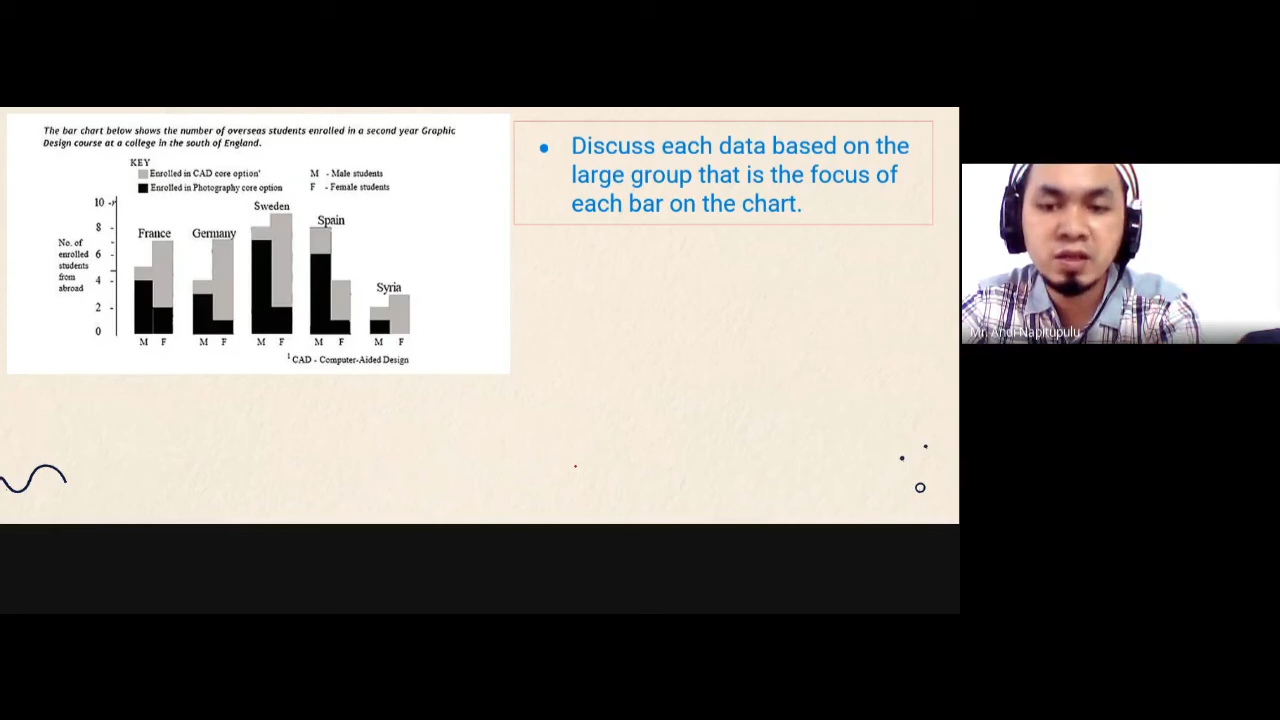 The bar chart below shows the number of overseas students enrolled in a second year Graphic
Design course at a college in the south of England.
KEY
Enrolled in CAD core option¹
Enrolled in Photography core option
M - Male students
F - Female students
No. of
enrolled
students
from
abroad
10
8
6
4
2
0
France
Germany
Sweden
Spain
Syria
M F M F M F M F M F
¹ CAD - Computer-Aided Design
• Discuss each data based on the
large group that is the focus of
each bar on the chart.
Mr. Andi Napitupulu